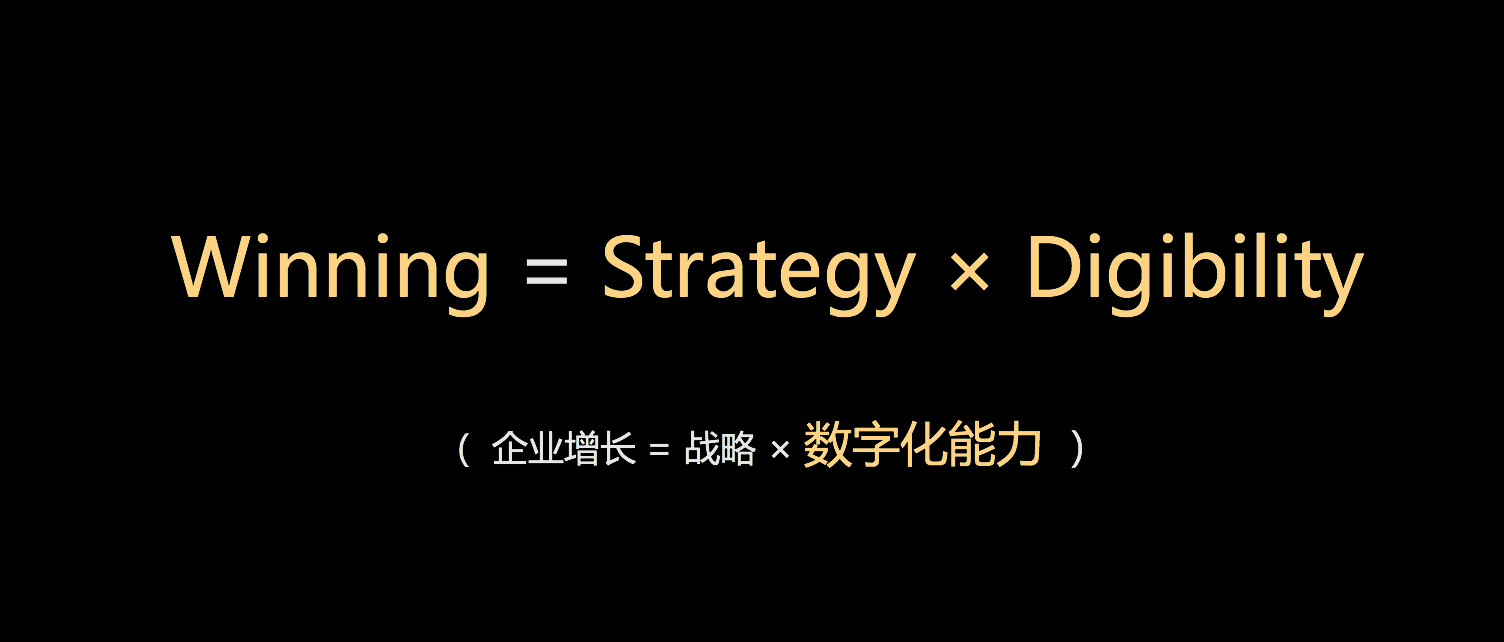 Winning = Strategy × Digibility
（ 企业增长 = 战略 × 数字化能力 ）